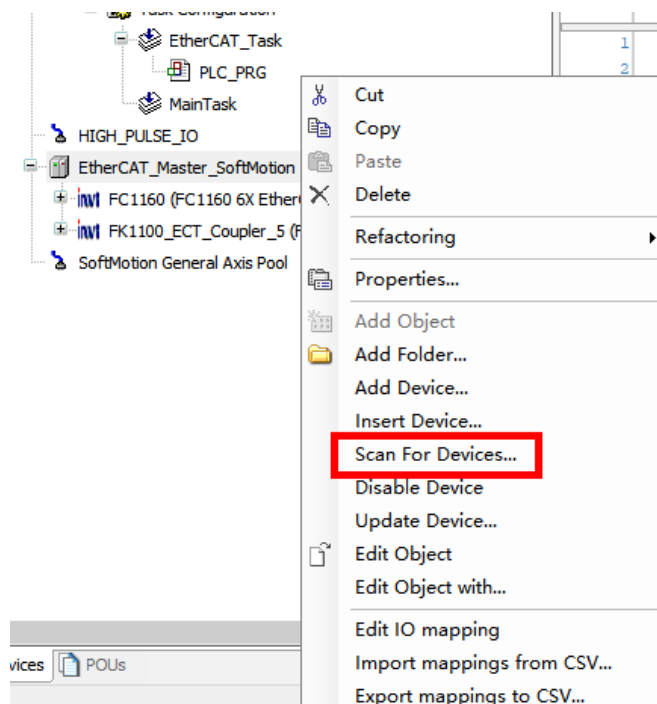 Task Configuration
EtherCAT_Task
PLC_PRG
MainTask
HIGH_PULSE_IO
EtherCAT_Master_SoftMotion
invt FC1160 (FC1160 6X Ether
invt FK1100_ECT_Coupler_5 (F
SoftMotion General Axis Pool
1
2
Cut
Copy
Paste
Delete
Refactoring
Properties...
Add Object
Add Folder...
Add Device...
Insert Device...
Scan For Devices...
Disable Device
Update Device...
Edit Object
Edit Object with...
Edit IO mapping
Import mappings from CSV...
Export mappings to CSV...
vices
POUs